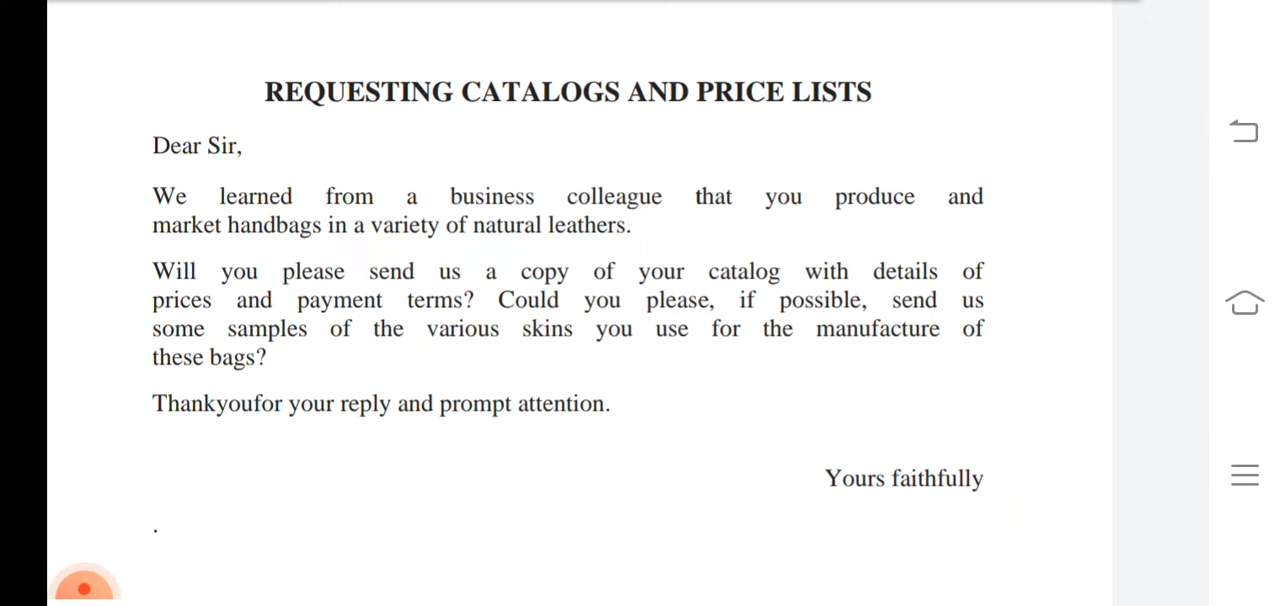 REQUESTING CATALOGS AND PRICE LISTS
Dear Sir,
We learned from a business colleague that you produce and
market handbags in a variety of natural leathers.
Will you please send us a copy of your catalog with details of
prices and payment terms? Could you please, if possible, send us
some samples of the various skins you use for the manufacture of
these bags?
Thankyoufor your reply and prompt attention.
Yours faithfully
.